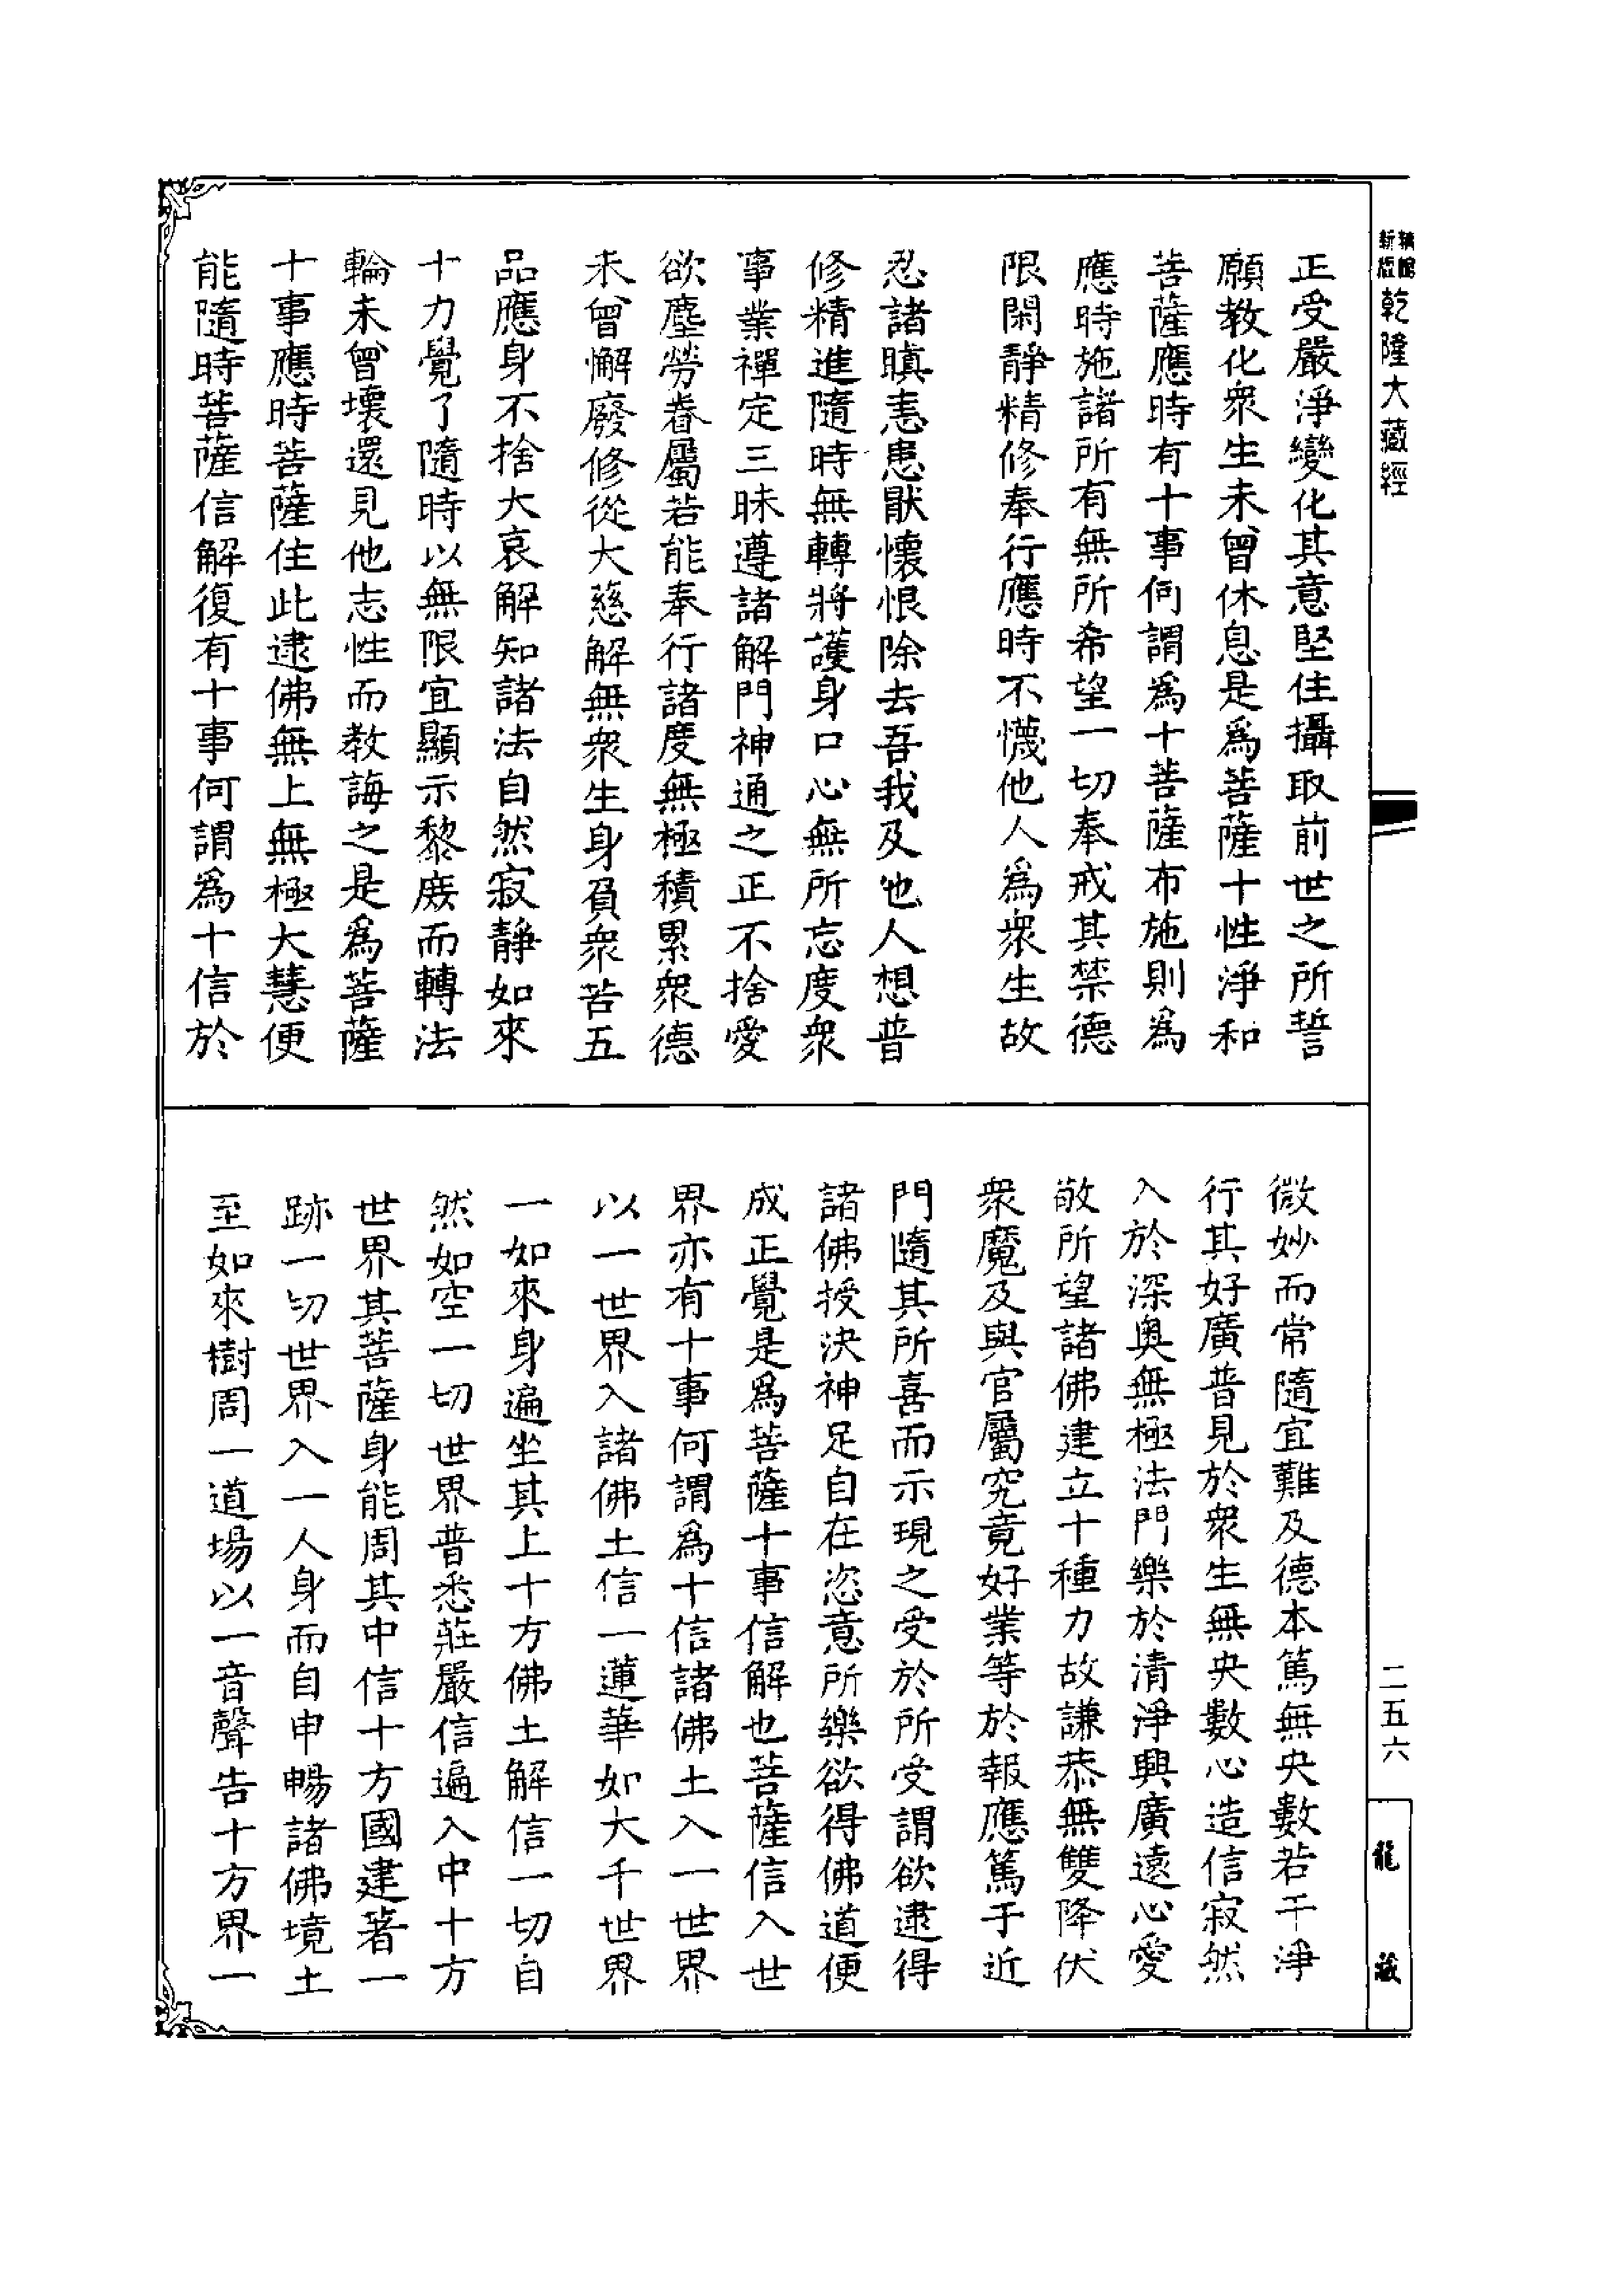 乾隆大藏經
正受嚴淨變化其意堅住攝取前世之所誓
願教化衆生未曾休息是爲菩薩十性淨和
菩薩應時有十事何謂爲十菩薩布施則爲
應時施諸所有無所希望一切奉戒其禁德
限閑靜精修奉行應時不懱他人爲衆生故
忍諸瞋恚患猒懷恨除去吾我及他人想普
修精進隨時無轉將護身口心無所忘度衆
事業禪定三昧遵諸解門神通之正不捨愛
欲塵勞眷屬若能奉行諸度無極積累衆德
未曾懈廢修從大慈解無衆生身負衆苦五
品應身不捨大哀解知諸法自然寂靜如來
十力覺了隨時以無限宜顯示黎庶而轉法
輪未曾壞還見他志性而教誨之是爲菩薩
十事應時菩薩住此逮佛無上無極大慧便
能隨時菩薩信解復有十事何謂爲十信於
微妙而常隨宜難及德本篤無央數若干淨
行其好廣普見於衆生無央數心造信寂然
入於深奧無極法門樂於清淨興廣遠心愛
敬所望諸佛建立十種力故謙恭無雙降伏
衆魔及與官屬究竟好業等於報應篤于近
門隨其所喜而示現之受於所受謂欲逮得
諸佛授決神足自在恣意所樂欲得佛道便
成正覺是爲菩薩十事信解也菩薩信入世
界亦有十事何謂爲十信諸佛土入一世界
以一世界入諸佛土信一蓮華如大千世界
一如來身遍坐其上十方佛土解信一切自
然如空一切世界普悉莊嚴信遍入中十方
世界其菩薩身能周其中信十方國建著一
跡一切世界入一人身而自申暢諸佛境土
至如來樹周一道場以一音聲告十方界一
二五六
龍藏